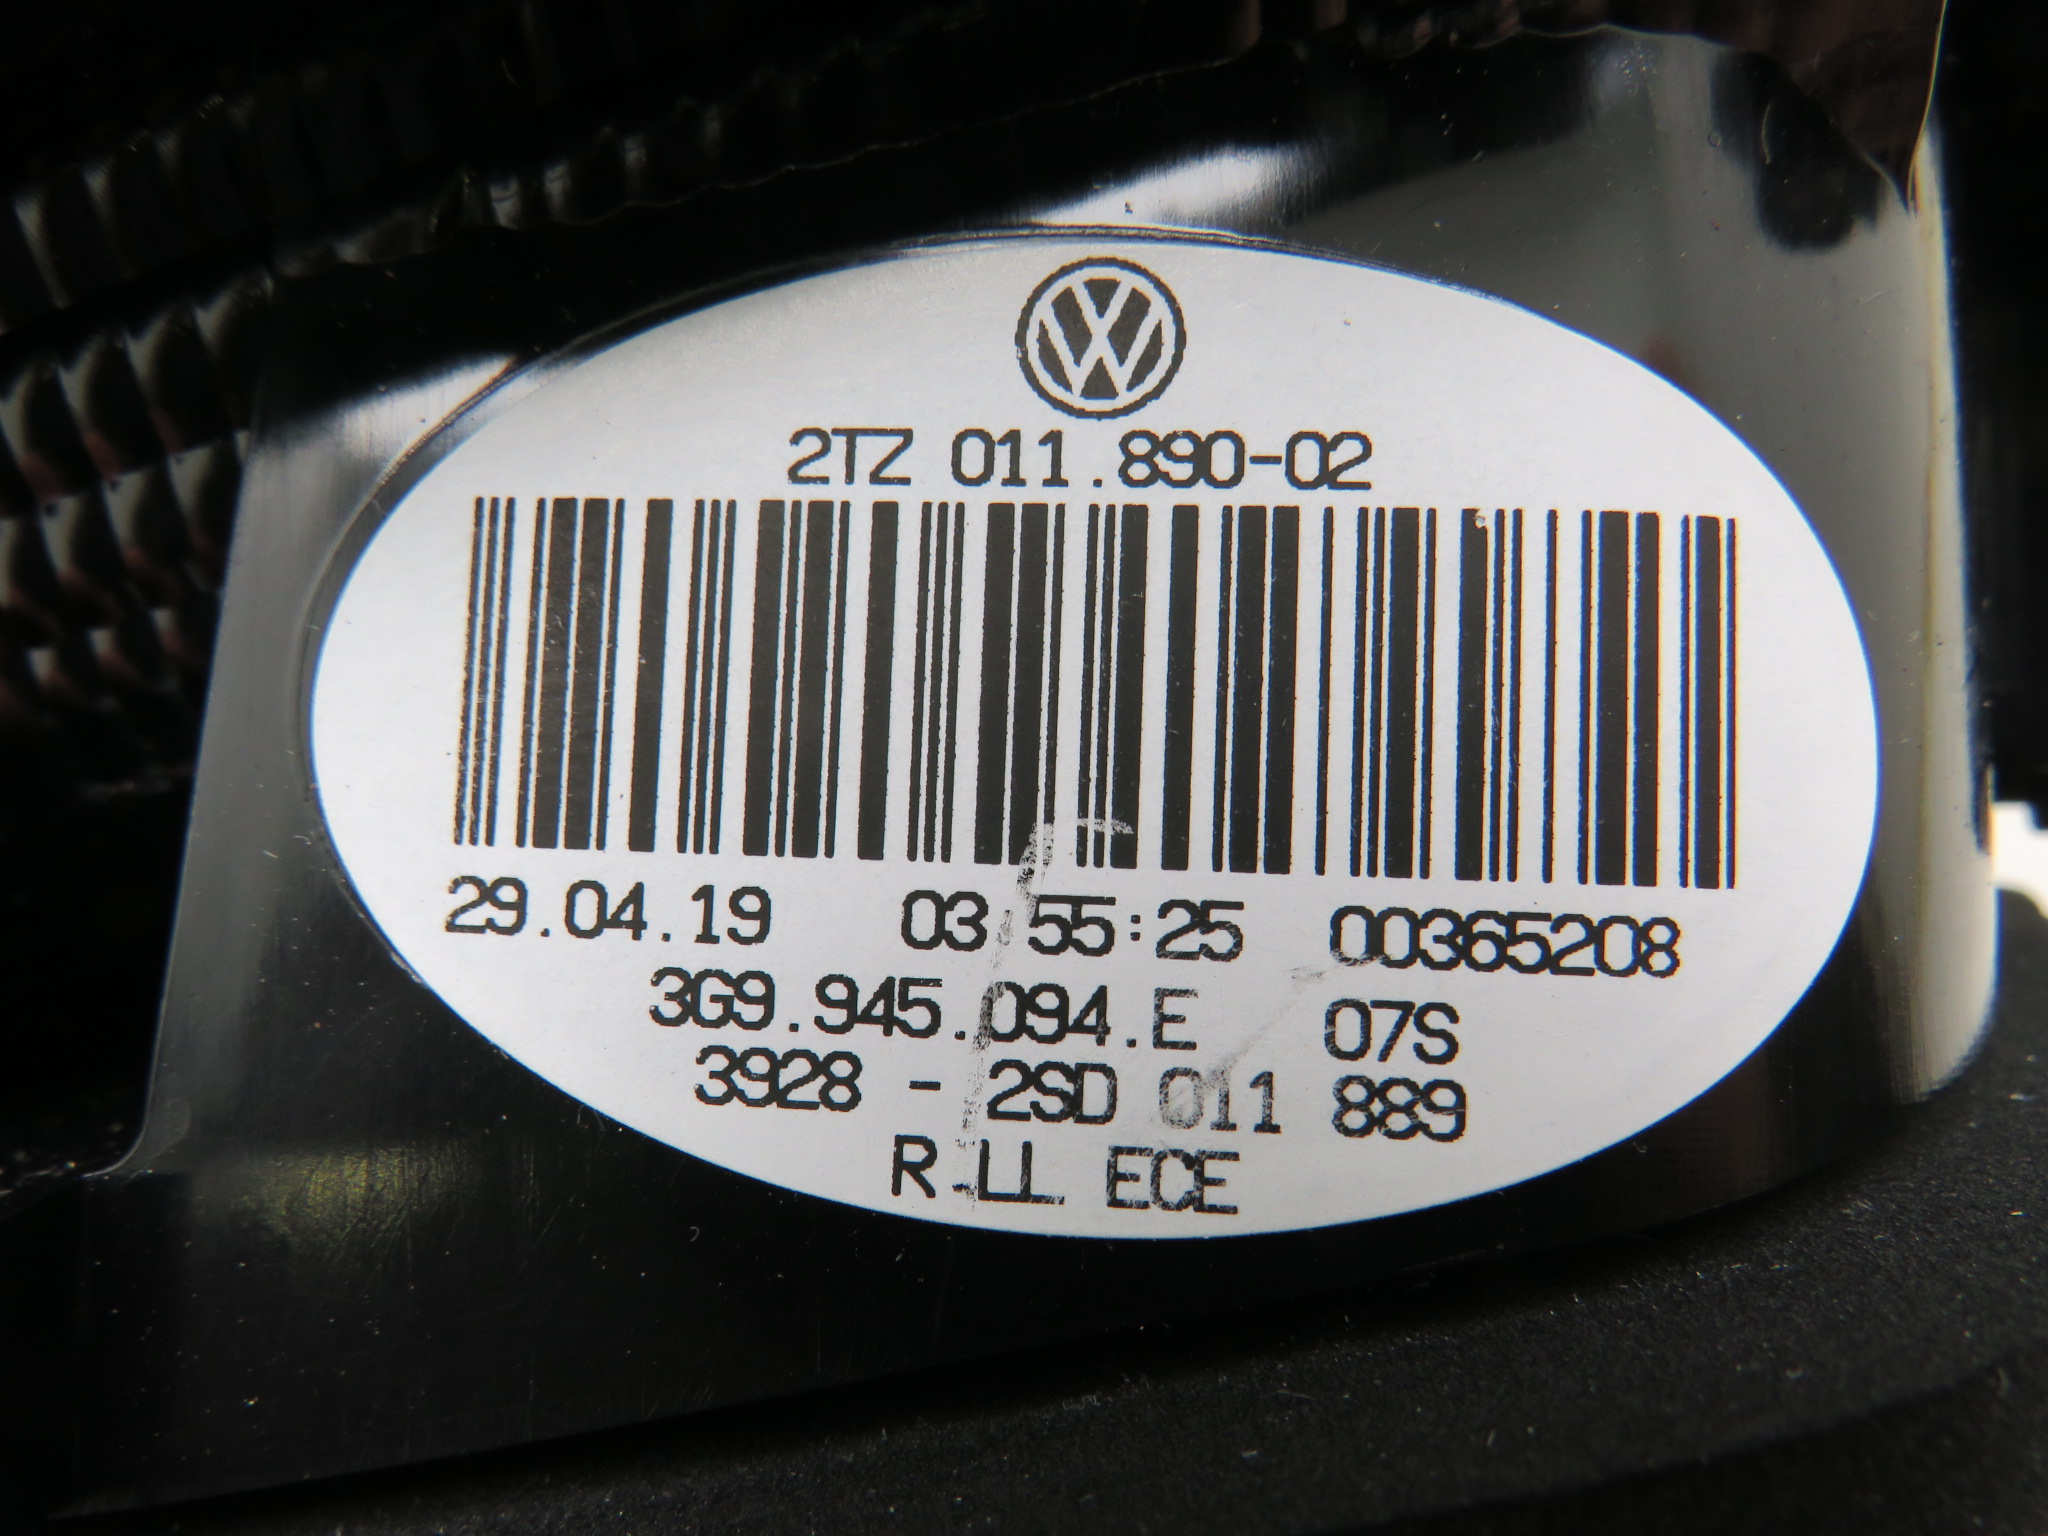 2TZ 011.890-02
29.04.19 03:55:25 00365208
3G9.945.094.E 07S
3928 - 2SD 011 889
R LL ECE